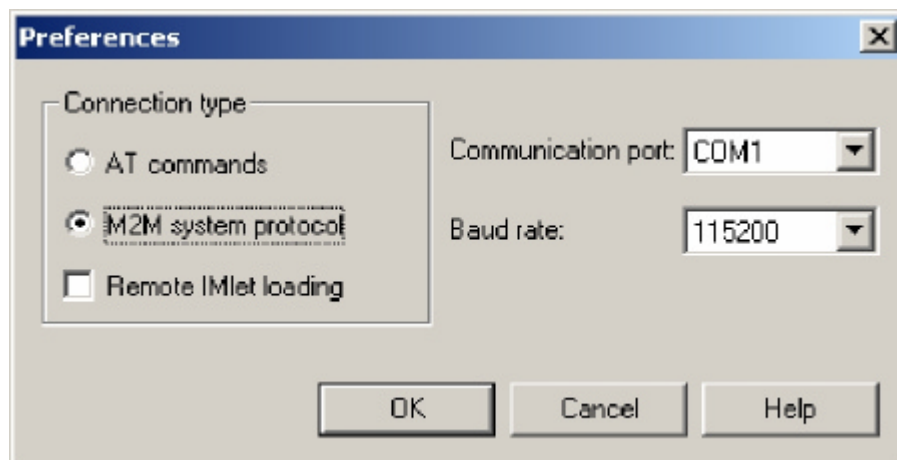 Preferences
Connection type
AT commands
M2M system protocol
Remote IMlet loading
Communication port: COM1
Baud rate: 115200
OK Cancel Help